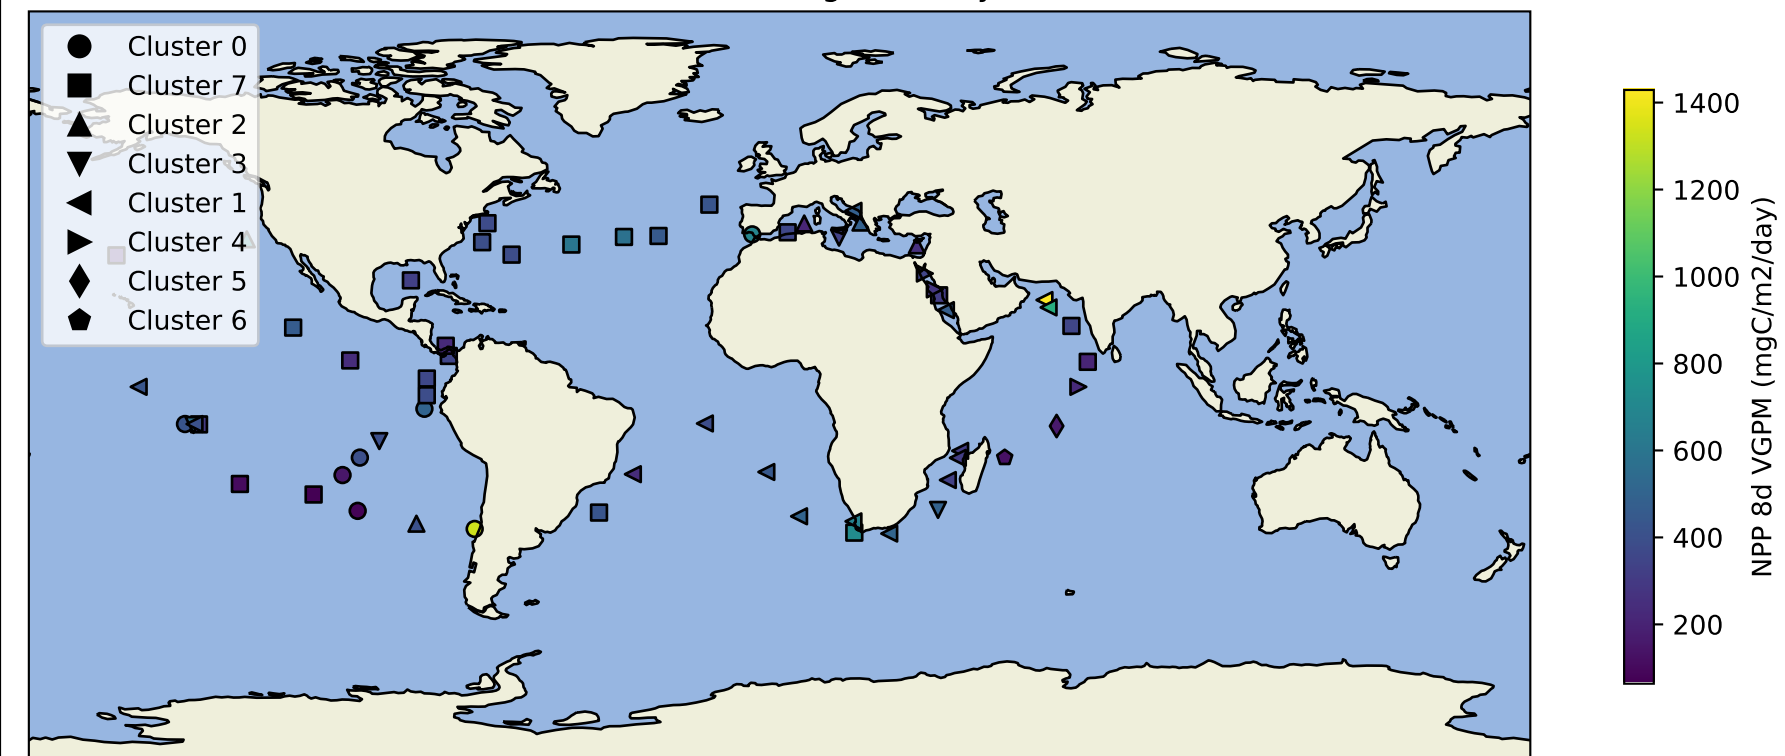 Cluster 0
Cluster 7
Cluster 2
Cluster 3
Cluster 1
Cluster 4
Cluster 5
Cluster 6
1400
1200
1000
800
600
400
200
NPP 8d VGPM (mgC/m2/day)